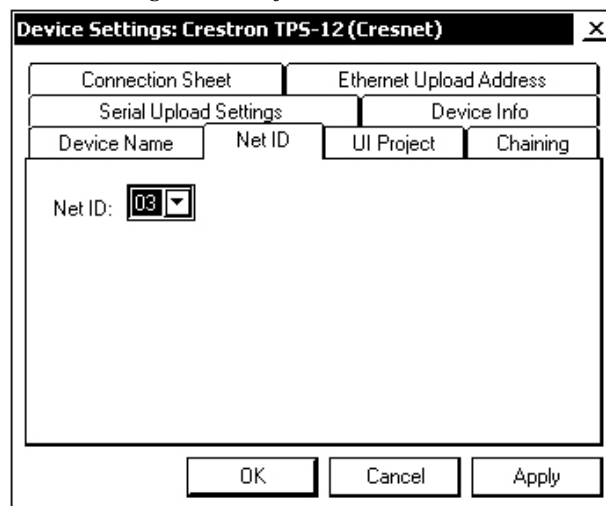 Device Settings: Crestron TPS-12 (Cresnet)
Connection Sheet Ethernet Upload Address
Serial Upload Settings Device Info
Device Name Net ID UI Project Chaining
Net ID: 03
OK Cancel Apply